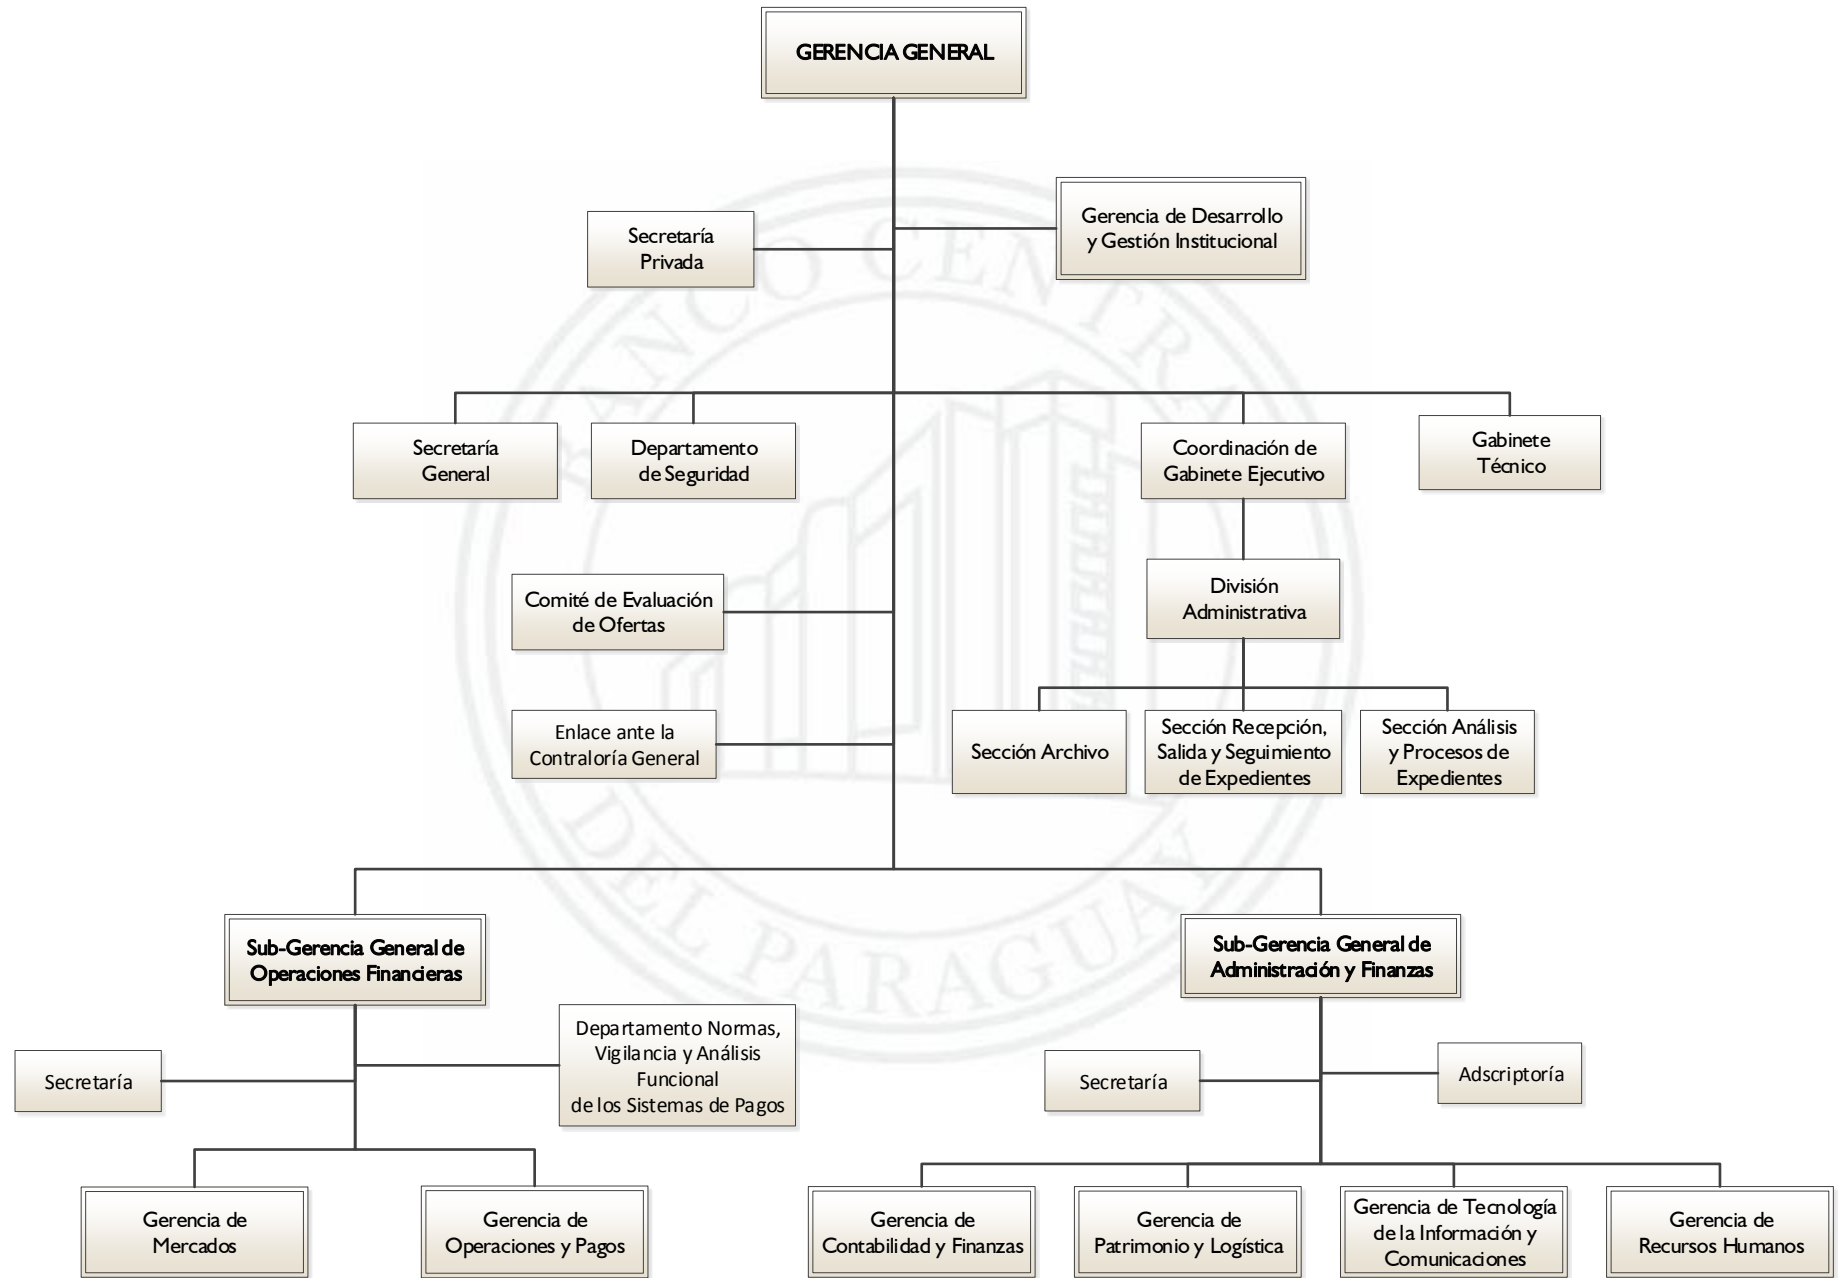 GERENCIA GENERAL
Gerencia de Desarrollo
y Gestión Institucional
Secretaría
Privada
BANCO CENTRAL
DEL PARAGUAY
Secretaría
General
Departamento
de Seguridad
Coordinación de
Gabinete Ejecutivo
Gabinete
Técnico
Comité de Evaluación
de Ofertas
División
Administrativa
Enlace ante la
Contraloría General
Sección Archivo
Sección Recepción,
Salida y Seguimiento
de Expedientes
Sección Análisis
y Procesos de
Expedientes
Sub-Gerencia General de
Operaciones Financieras
Sub-Gerencia General de
Administración y Finanzas
Secretaría
Departamento Normas,
Vigilancia y Análisis
Funcional
de los Sistemas de Pagos
Secretaría
Adscriptoría
Gerencia de
Mercados
Gerencia de
Operaciones y Pagos
Gerencia de
Contabilidad y Finanzas
Gerencia de
Patrimonio y Logística
Gerencia de Tecnología
de la Información y
Comunicaciones
Gerencia de
Recursos Humanos